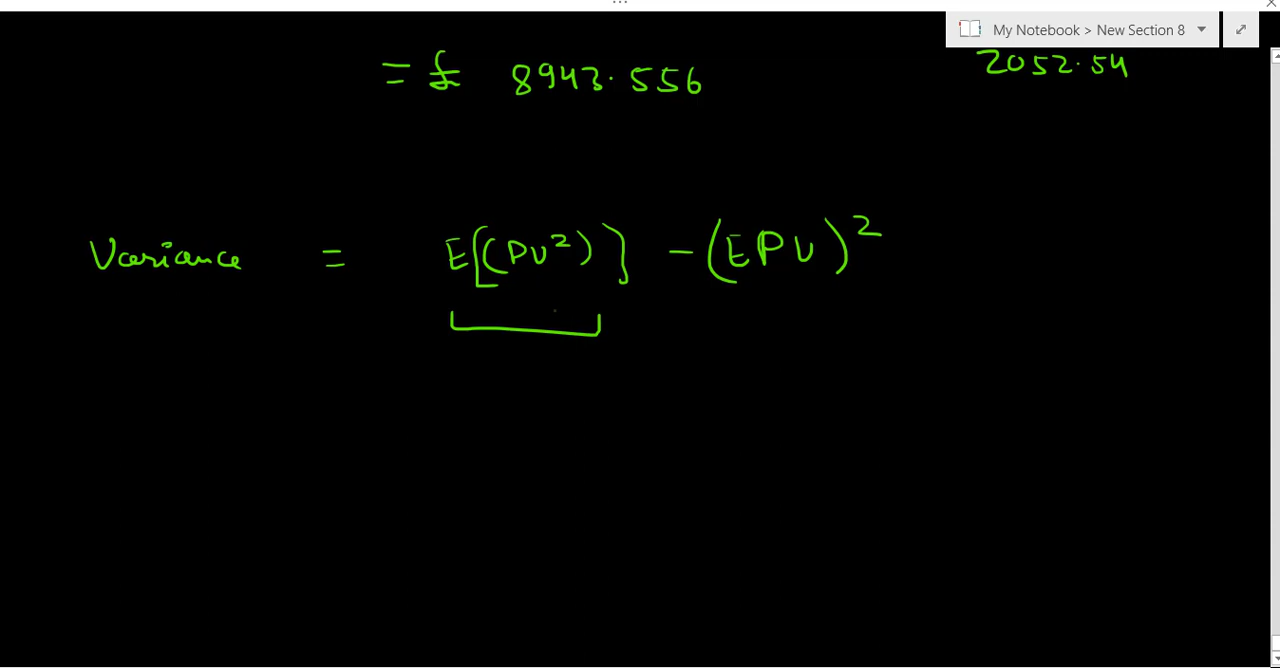 My Notebook > New Section 8
= £ 8943.556
2052.54
Variance = E[(PV²)] - (EPV)²